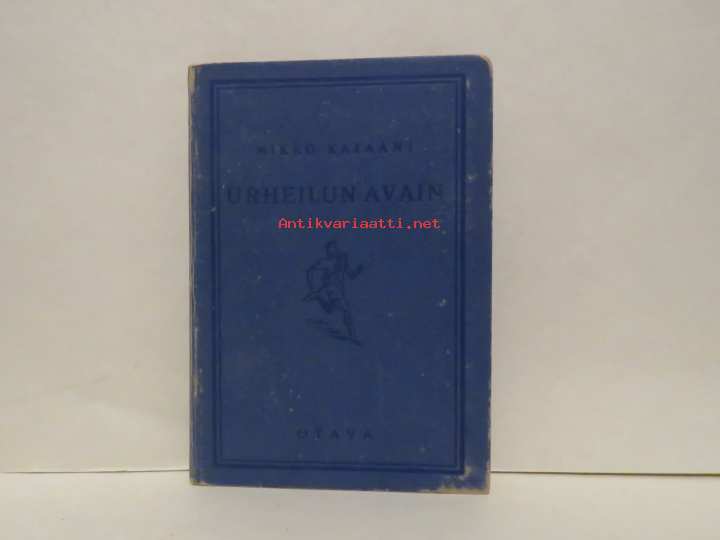 MIKKO KAJAANI
URHEILUN AVAIN
Antikvariaatti.net
OTAVA